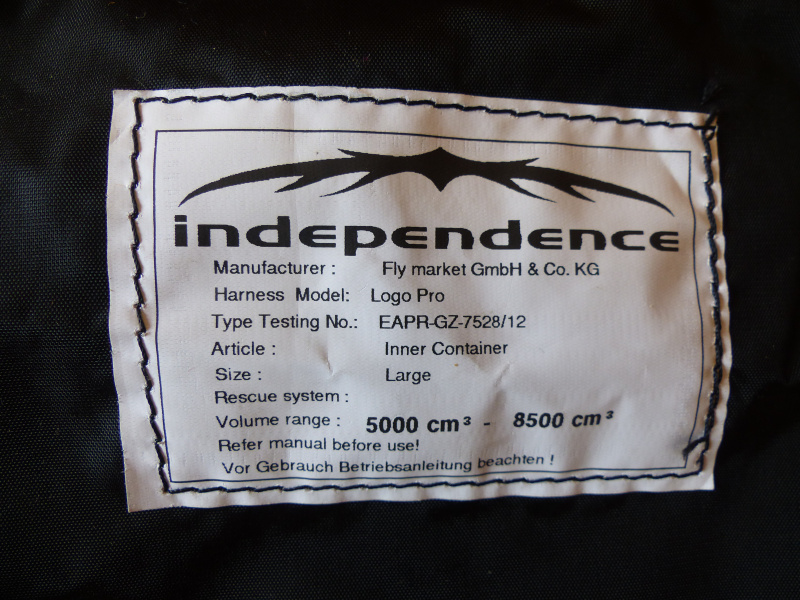 independence
Manufacturer : Fly market GmbH & Co. KG
Harness Model: Logo Pro
Type Testing No.: EAPR-GZ-7528/12
Article : Inner Container
Size : Large
Rescue system :
Volume range : 5000 cm³ - 8500 cm³
Refer manual before use!
Vor Gebrauch Betriebsanleitung beachten !